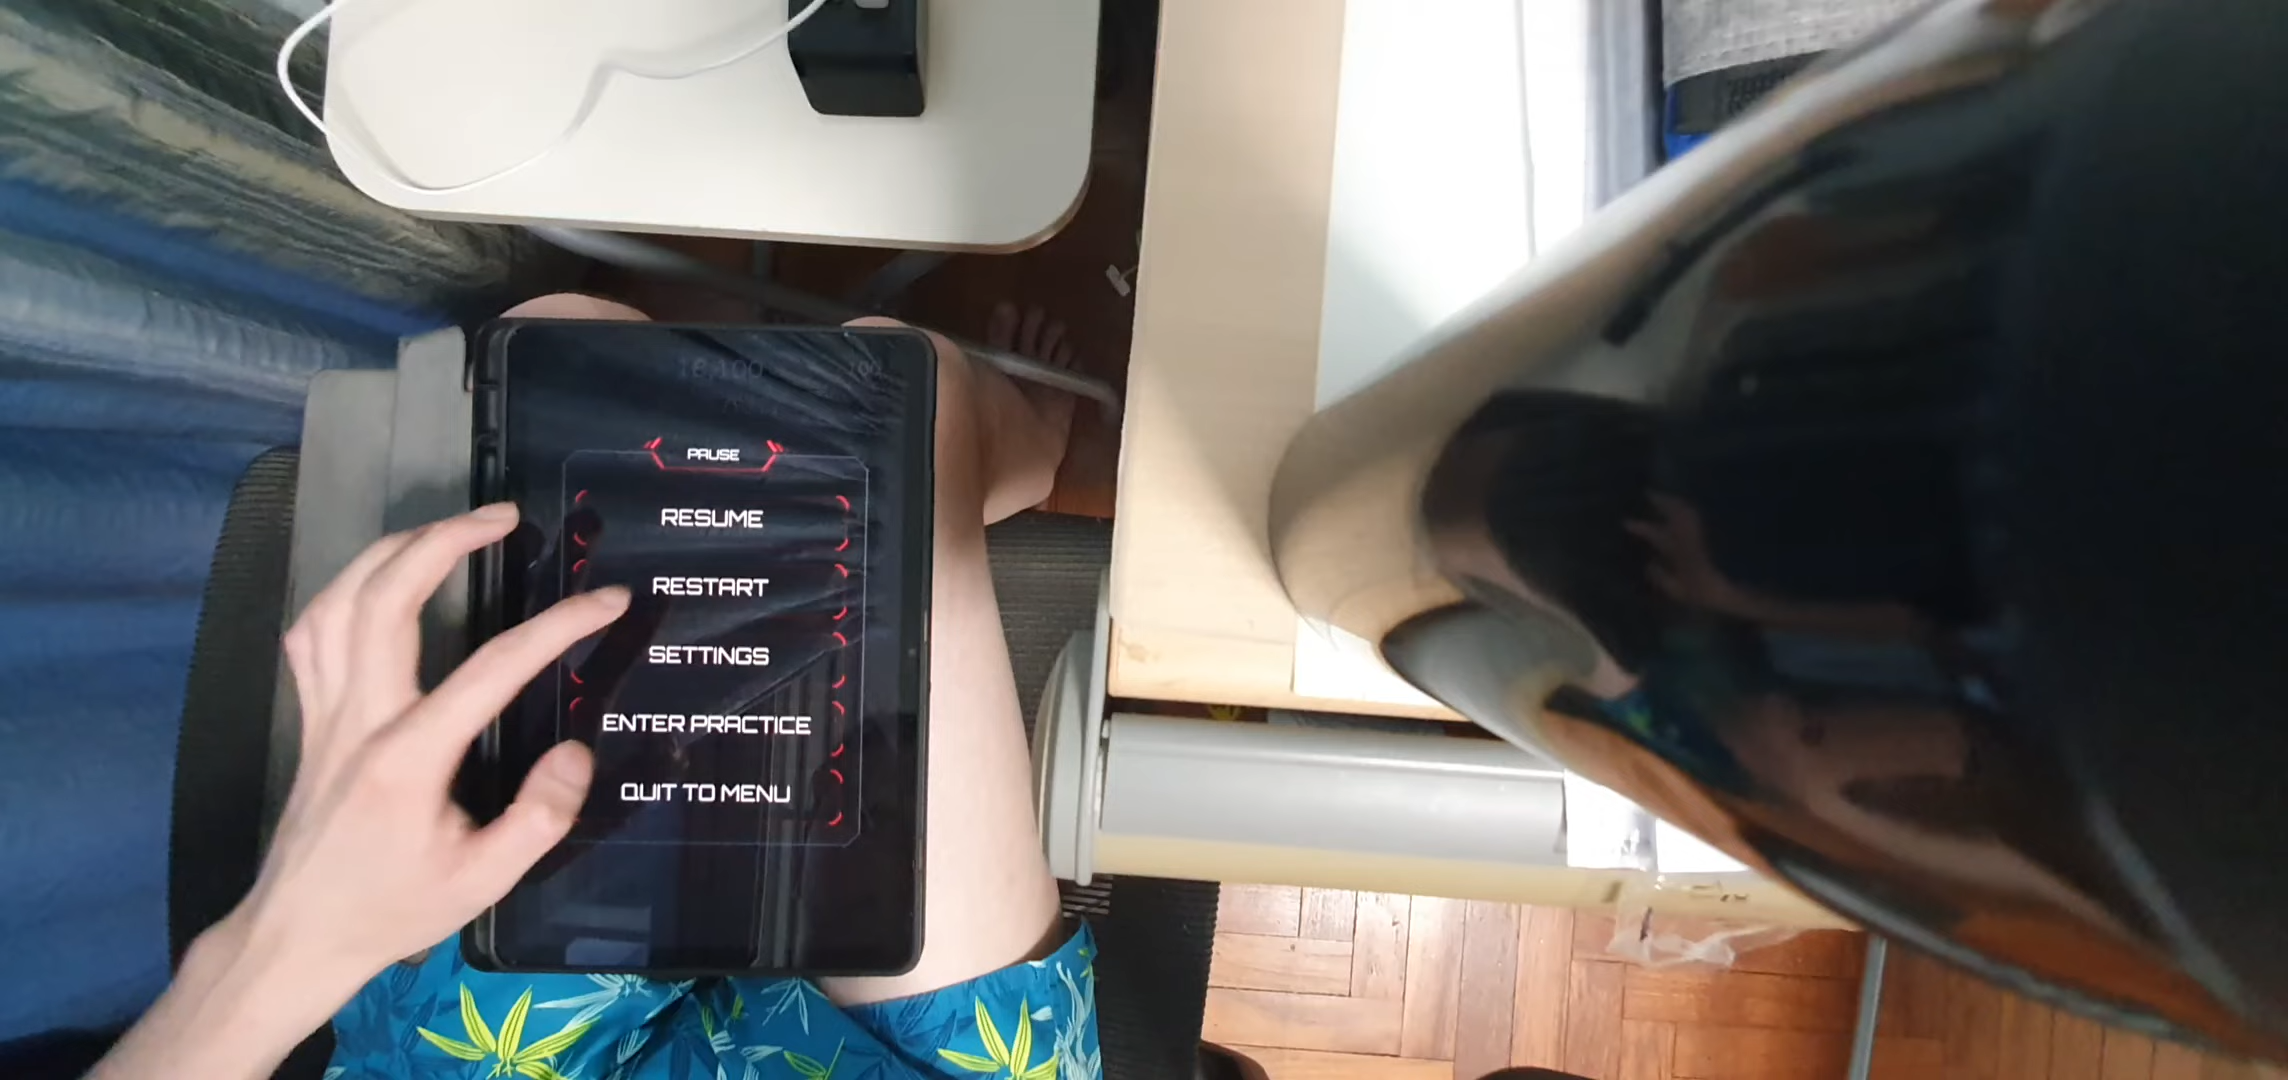 PAUSE
RESUME
RESTART
SETTINGS
ENTER PRACTICE
QUIT TO MENU